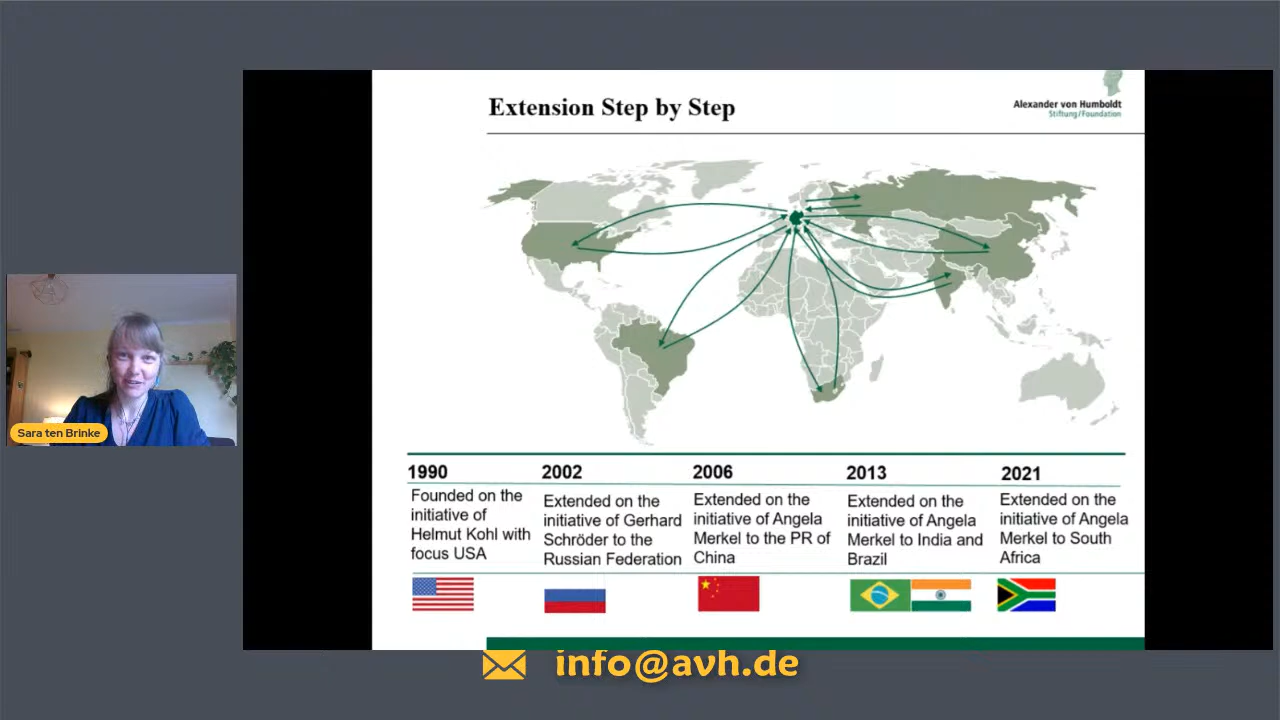 Extension Step by Step
Alexander von Humboldt
Stiftung/Foundation
Sara ten Brinke
1990
Founded on the
initiative of
Helmut Kohl with
focus USA
2002
Extended on the
initiative of Gerhard
Schröder to the
Russian Federation
2006
Extended on the
initiative of Angela
Merkel to the PR of
China
2013
Extended on the
initiative of Angela
Merkel to India and
Brazil
2021
Extended on the
initiative of Angela
Merkel to South
Africa
info@avh.de